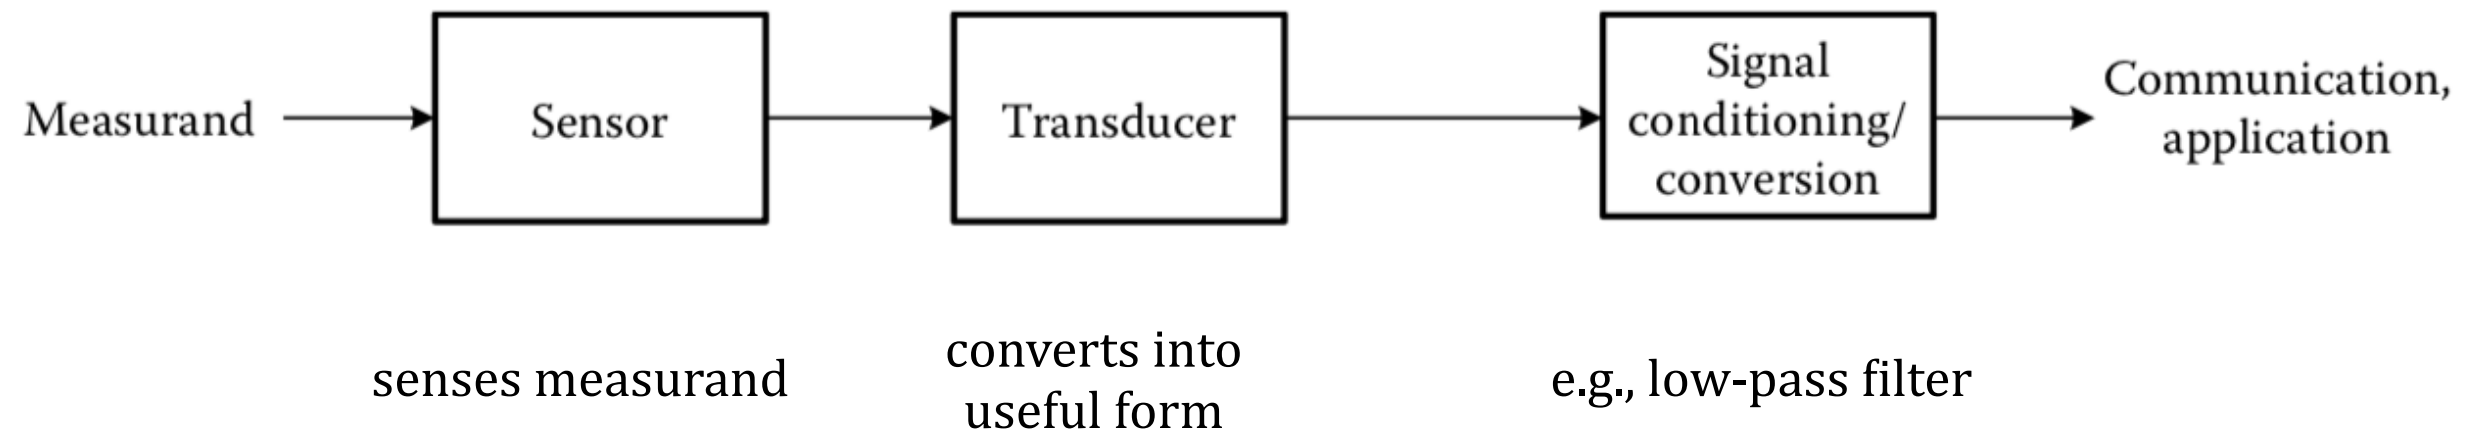 Measurand
Sensor
Transducer
Signal
conditioning/
conversion
Communication,
application
senses measurand
converts into
useful form
e.g., low-pass filter